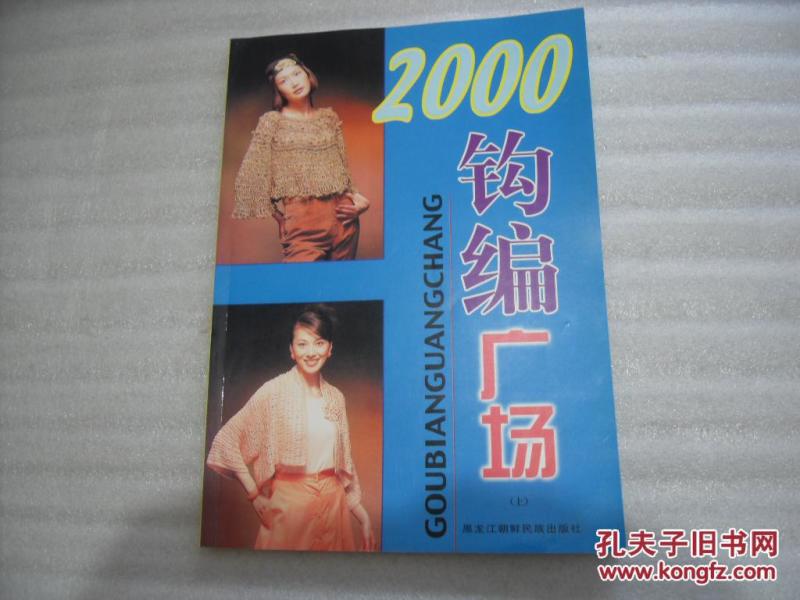 2000
钩编
广场
GOUBIANGUANGCHANG
(上)
黑龙江朝鲜民族出版社
孔夫子旧书网
www.kongfz.com